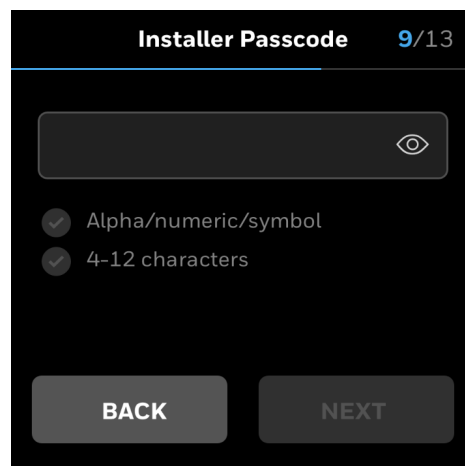 Installer Passcode 9/13
Alpha/numeric/symbol
4-12 characters
BACK NEXT